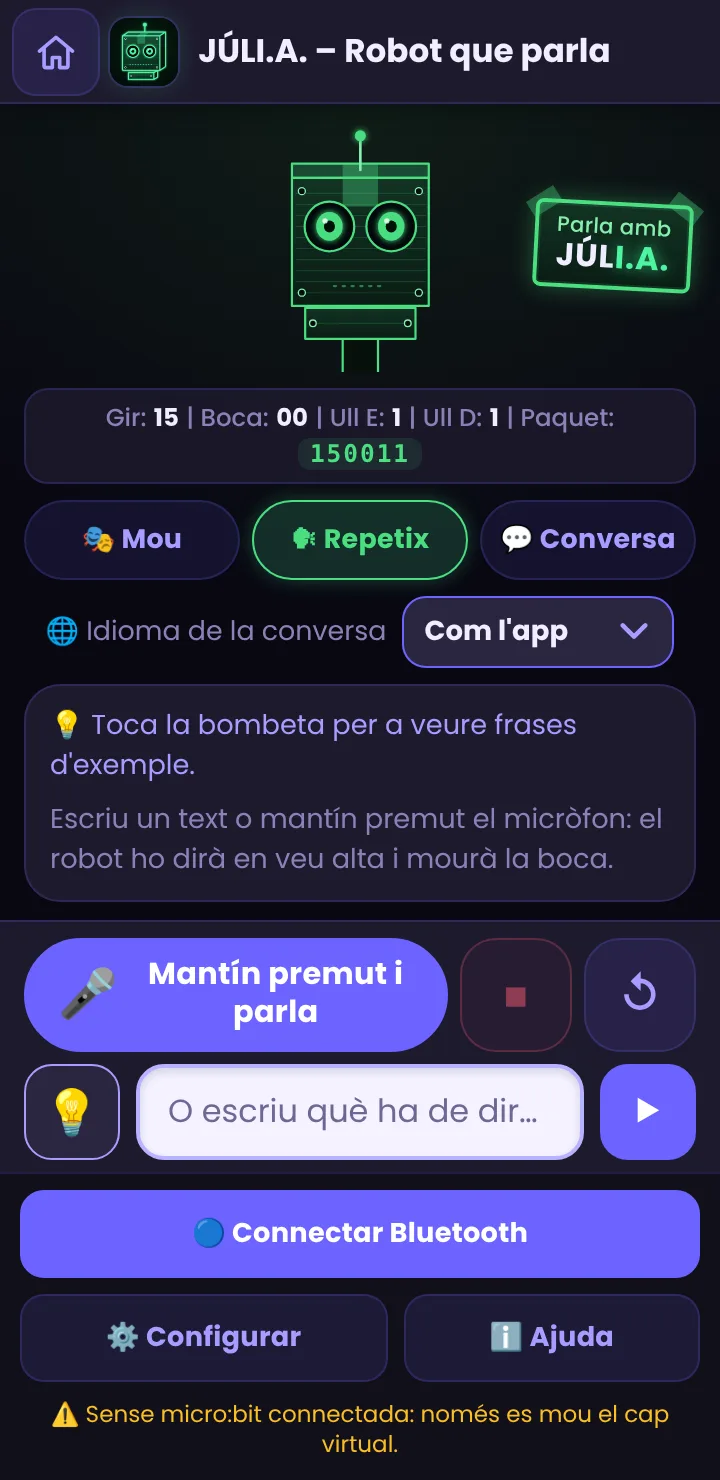 JÚLI.A. – Robot que parla
Parla amb
JÚLI.A.
Gir: 15 | Boca: 00 | Ull E: 1 | Ull D: 1 | Paquet:
150011
🎭 Mou
🗣 Repetix
💬 Conversa
🌐 Idioma de la conversa
Com l'app
💡 Toca la bombeta per a veure frases
d'exemple.
Escriu un text o mantín premut el micròfon: el
robot ho dirà en veu alta i mourà la boca.
🎤 Mantín premut i
parla
O escriu què ha de dir...
🔵 Connectar Bluetooth
⚙️ Configurar
ℹ️ Ajuda
⚠️ Sense micro:bit connectada: només es mou el cap
virtual.